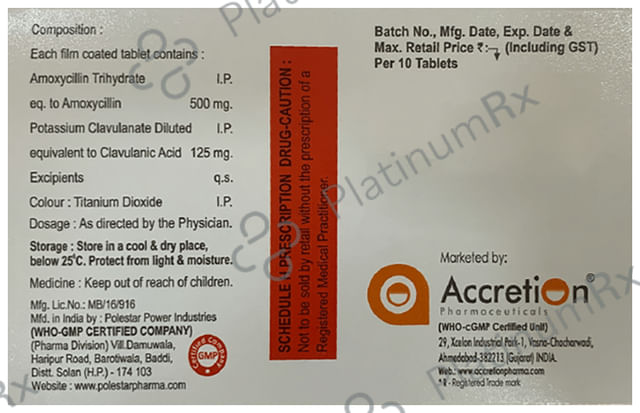 Composition :
Each film coated tablet contains :
Amoxycillin Trihydrate I.P.
eq. to Amoxycillin 500 mg.
Potassium Clavulanate Diluted I.P.
equivalent to Clavulanic Acid 125 mg.
Excipients q.s.
Colour : Titanium Dioxide I.P.
Dosage : As directed by the Physician.
Storage : Store in a cool & dry place,
below 25°C. Protect from light & moisture.
Medicine : Keep out of reach of children.
Mfg. Lic.No.: MB/16/916
Mfd. in India by : Polestar Power Industries
(WHO-GMP CERTIFIED COMPANY)
(Pharma Division) Vill.Damuwala,
Haripur Road, Barotiwala, Baddi,
Distt. Solan (H.P.) - 174 103
Website : www.polestarpharma.com
Certified Company
GMP
SCHEDULE H PRESCRIPTION DRUG-CAUTION :
Not to be sold by retail without the prescription of a
Registered Medical Practitioner.
Batch No., Mfg. Date, Exp. Date &
Max. Retail Price ₹:- (Including GST)
Per 10 Tablets
Marketed by:
Accretion®
Pharmaceuticals
(WHO-cGMP Certified Unit)
29, Xcelon Industrial Park-1, Vasna-Chacharwadi,
Ahmedabad-382213 (Gujarat) INDIA.
Web.: www.accretionpharma.com
- Registered Trade mark
PlatinumRx
PlatinumRx
PlatinumRx
PlatinumRx
Rx